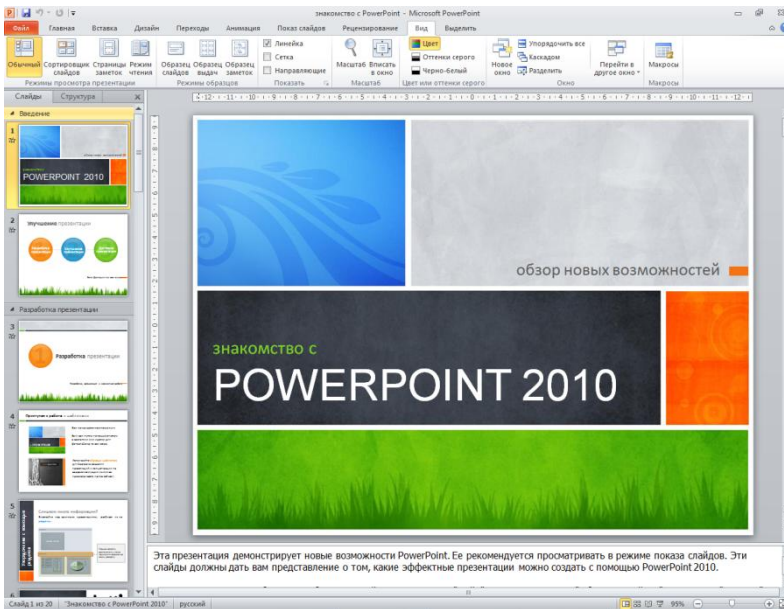 знакомство с PowerPoint - Microsoft PowerPoint
Файл Главная Вставка Дизайн Переходы Анимация Показ слайдов Рецензирование Вид Выделить
Обычный Сортировщик слайдов Страницы заметок Режим чтения
Режимы просмотра презентации
Образец слайдов Образец выдач Образец заметок
Режимы образцов
Линейка
Сетка
Направляющие
Показать
Масштаб Вписать в окно
Масштаб
Цвет
Оттенки серого
Черно-белый
Цвет или оттенки серого
Новое окно
Упорядочить все
Каскадом
Разделить
Перейти в другое окно
Окно
Макросы
Макросы
Слайды Структура
Введение
1
POWERPOINT 2010
2
Улучшение презентации
Разработка презентации
3
Разработка презентации
4
5
6
обзор новых возможностей
знакомство с
POWERPOINT 2010
Эта презентация демонстрирует новые возможности PowerPoint. Ее рекомендуется просматривать в режиме показа слайдов. Эти
слайды должны дать вам представление о том, какие эффектные презентации можно создать с помощью PowerPoint 2010.
Слайд 1 из 20 "Знакомство с PowerPoint 2010" русский 95%